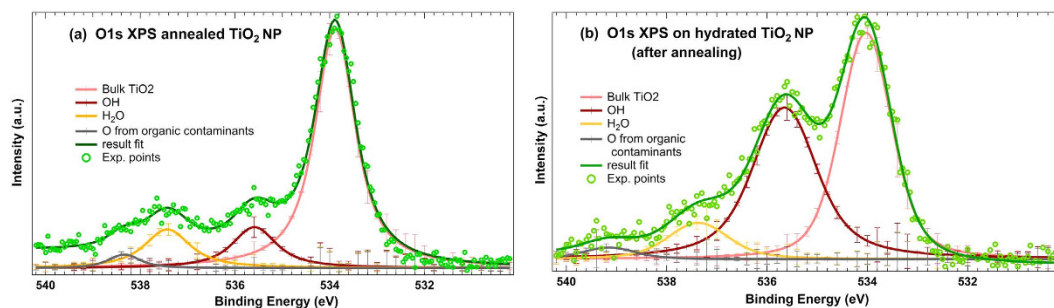 (a) O1s XPS annealed TiO₂ NP
Bulk TiO2
OH
H₂O
O from organic contaminants
result fit
Exp. points
Intensity (a.u.)
540 538 536 534 532
Binding Energy (eV)
(b) O1s XPS on hydrated TiO₂ NP
(after annealing)
Bulk TiO2
OH
H₂O
O from organic
contaminants
result fit
Exp. points
Intensity (a.u.)
540 538 536 534 532
Binding Energy (eV)